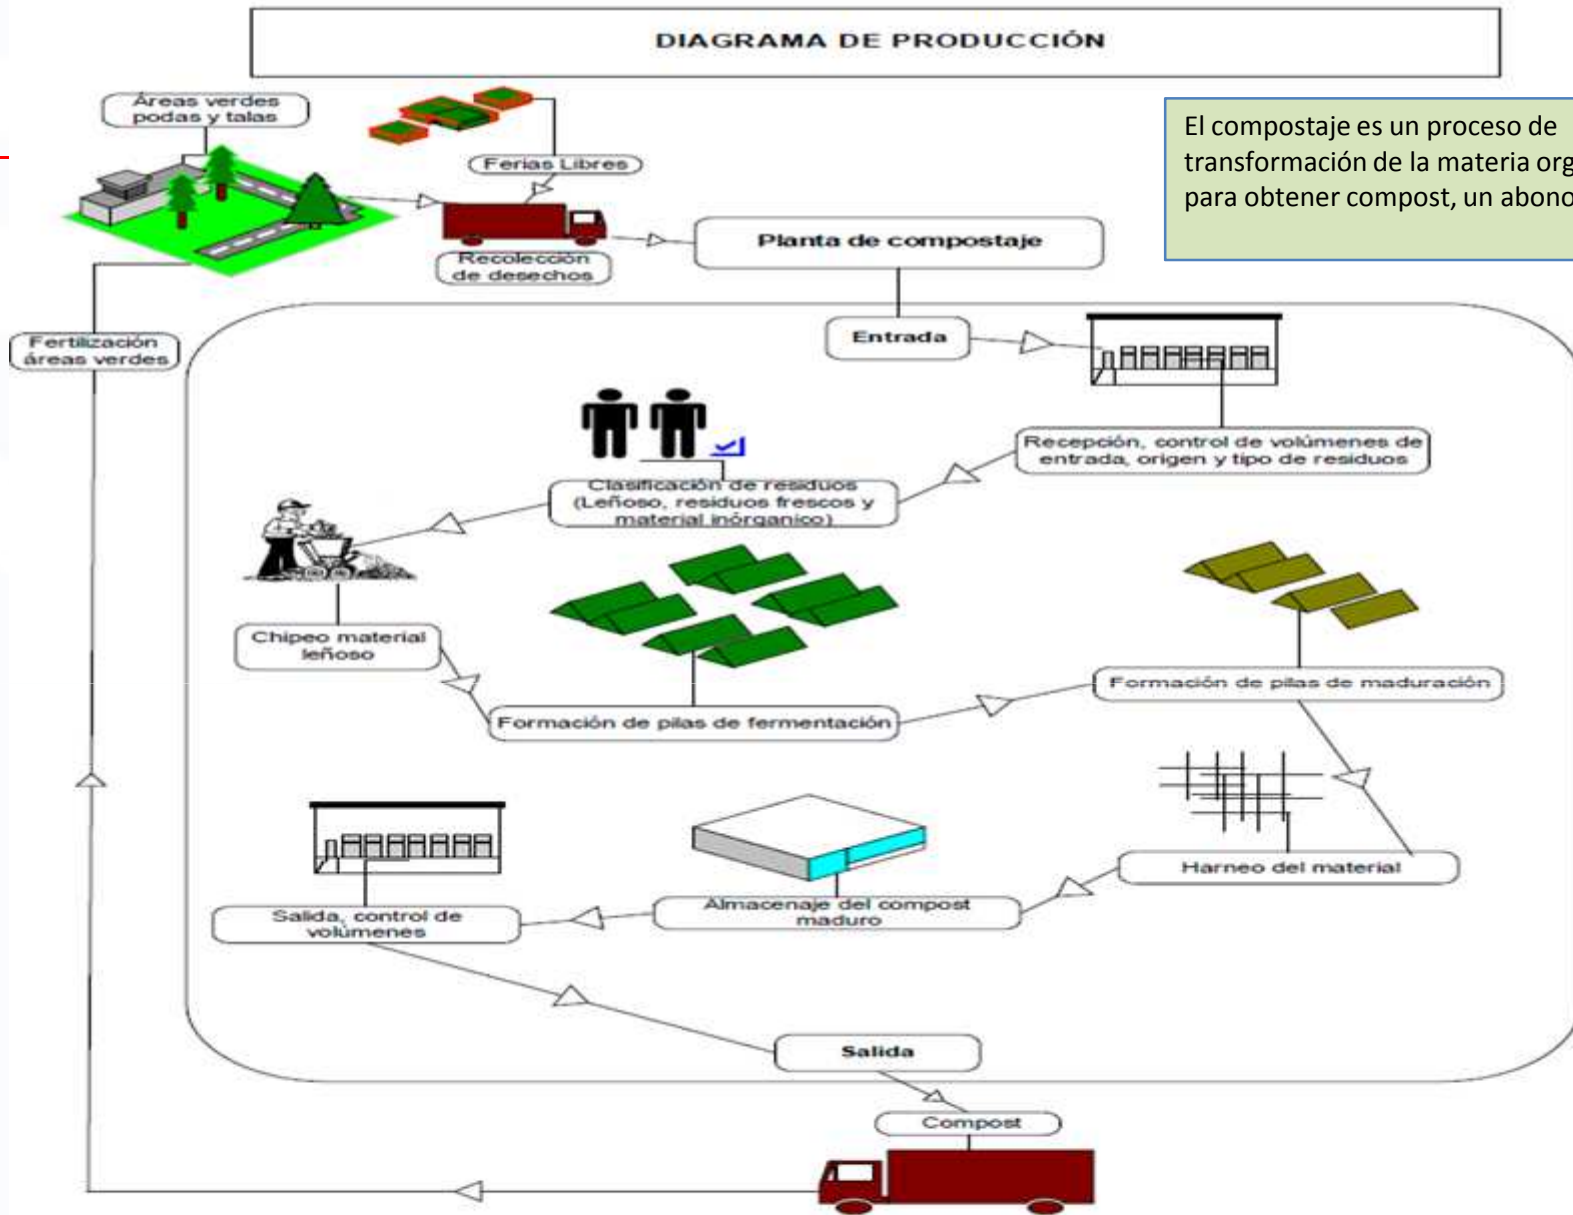 DIAGRAMA DE PRODUCCIÓN
Áreas verdes
podas y talas
Ferias Libres
El compostaje es un proceso de
transformación de la materia
para obtener compost, un abono
Recolección
de desechos
Planta de compostaje
Fertilización
áreas verdes
Entrada
Recepción, control de volúmenes de
entrada, origen y tipo de residuos
Clasificación de residuos
(Leñoso, residuos frescos y
material inórganico)
Chipeo material
leñoso
Formación de pilas de fermentación
Formación de pilas de maduración
Harneo del material
Almacenaje del compost
maduro
Salida, control de
volúmenes
Salida
Compost